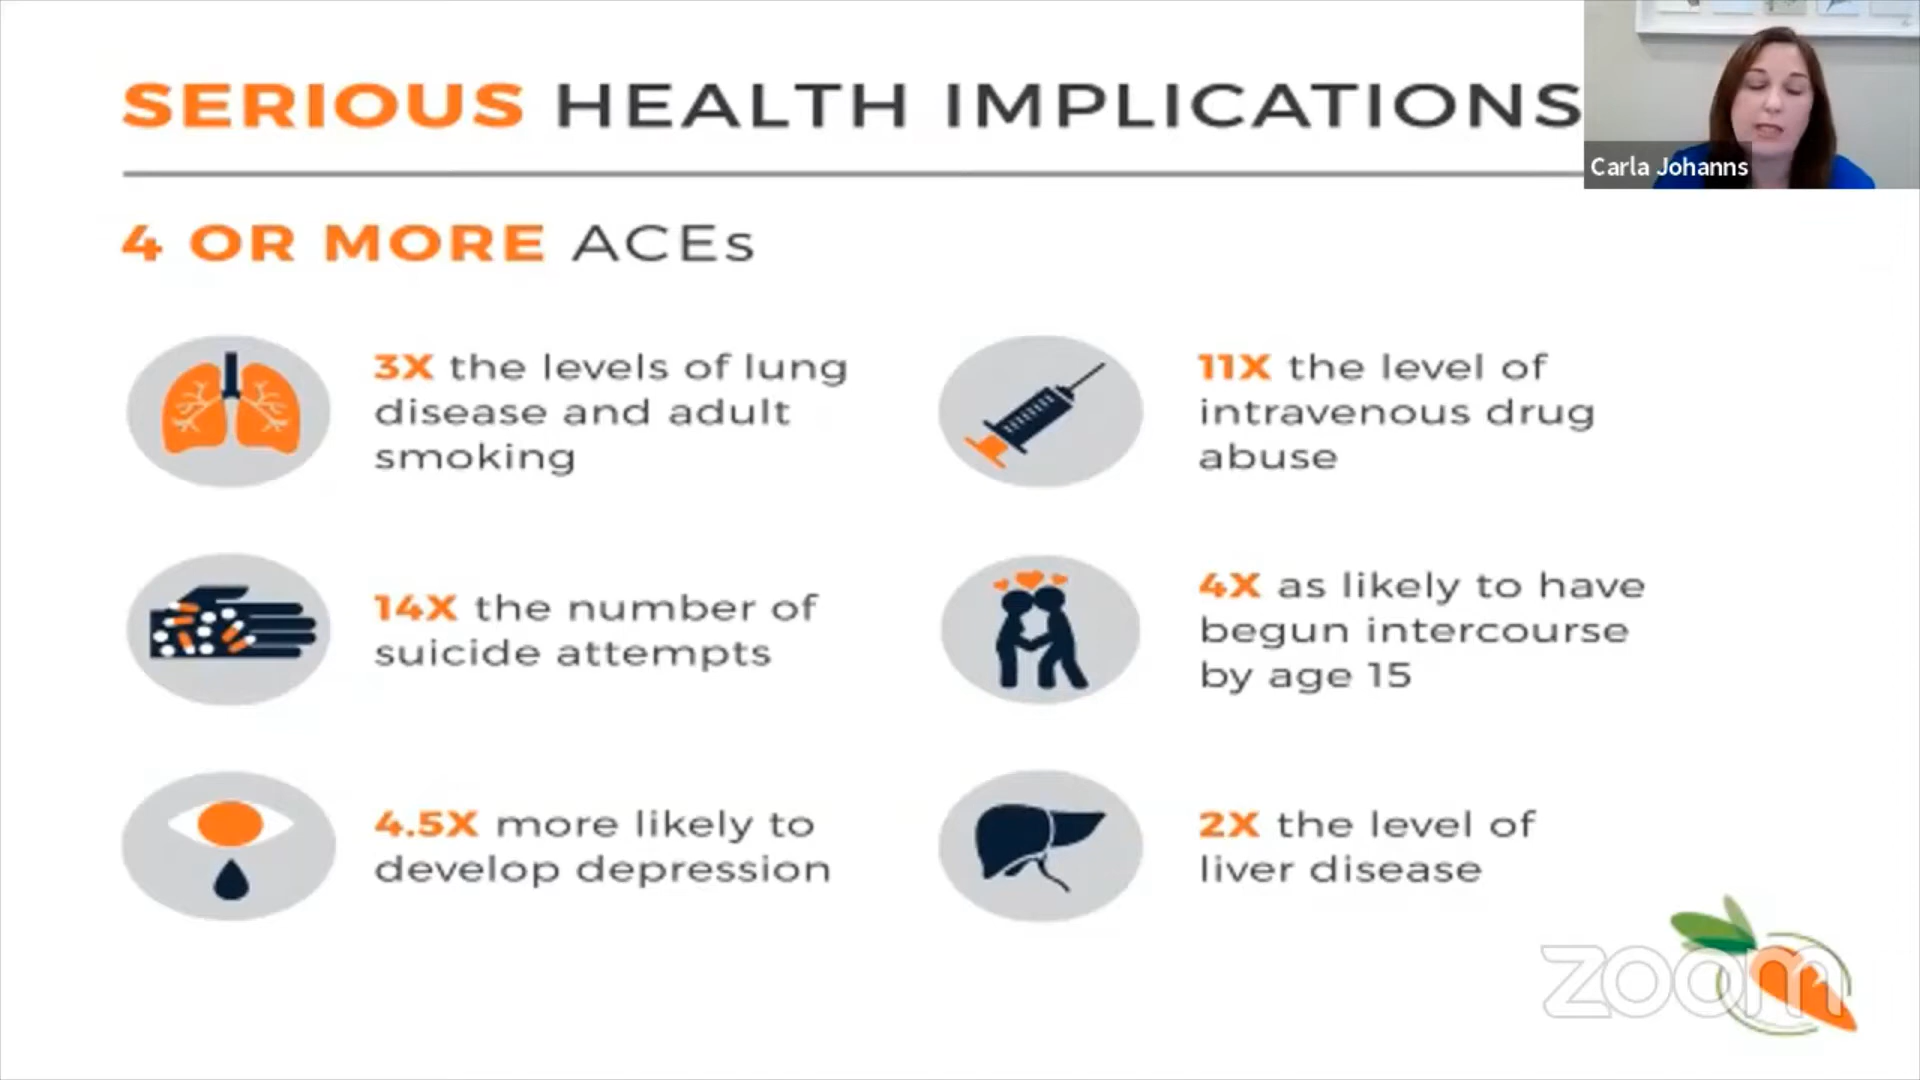 SERIOUS HEALTH IMPLICATIONS
Carla Johanns
4 OR MORE ACEs
3X the levels of lung
disease and adult
smoking
11X the level of
intravenous drug
abuse
14X the number of
suicide attempts
4X as likely to have
begun intercourse
by age 15
4.5X more likely to
develop depression
2X the level of
liver disease
zoom